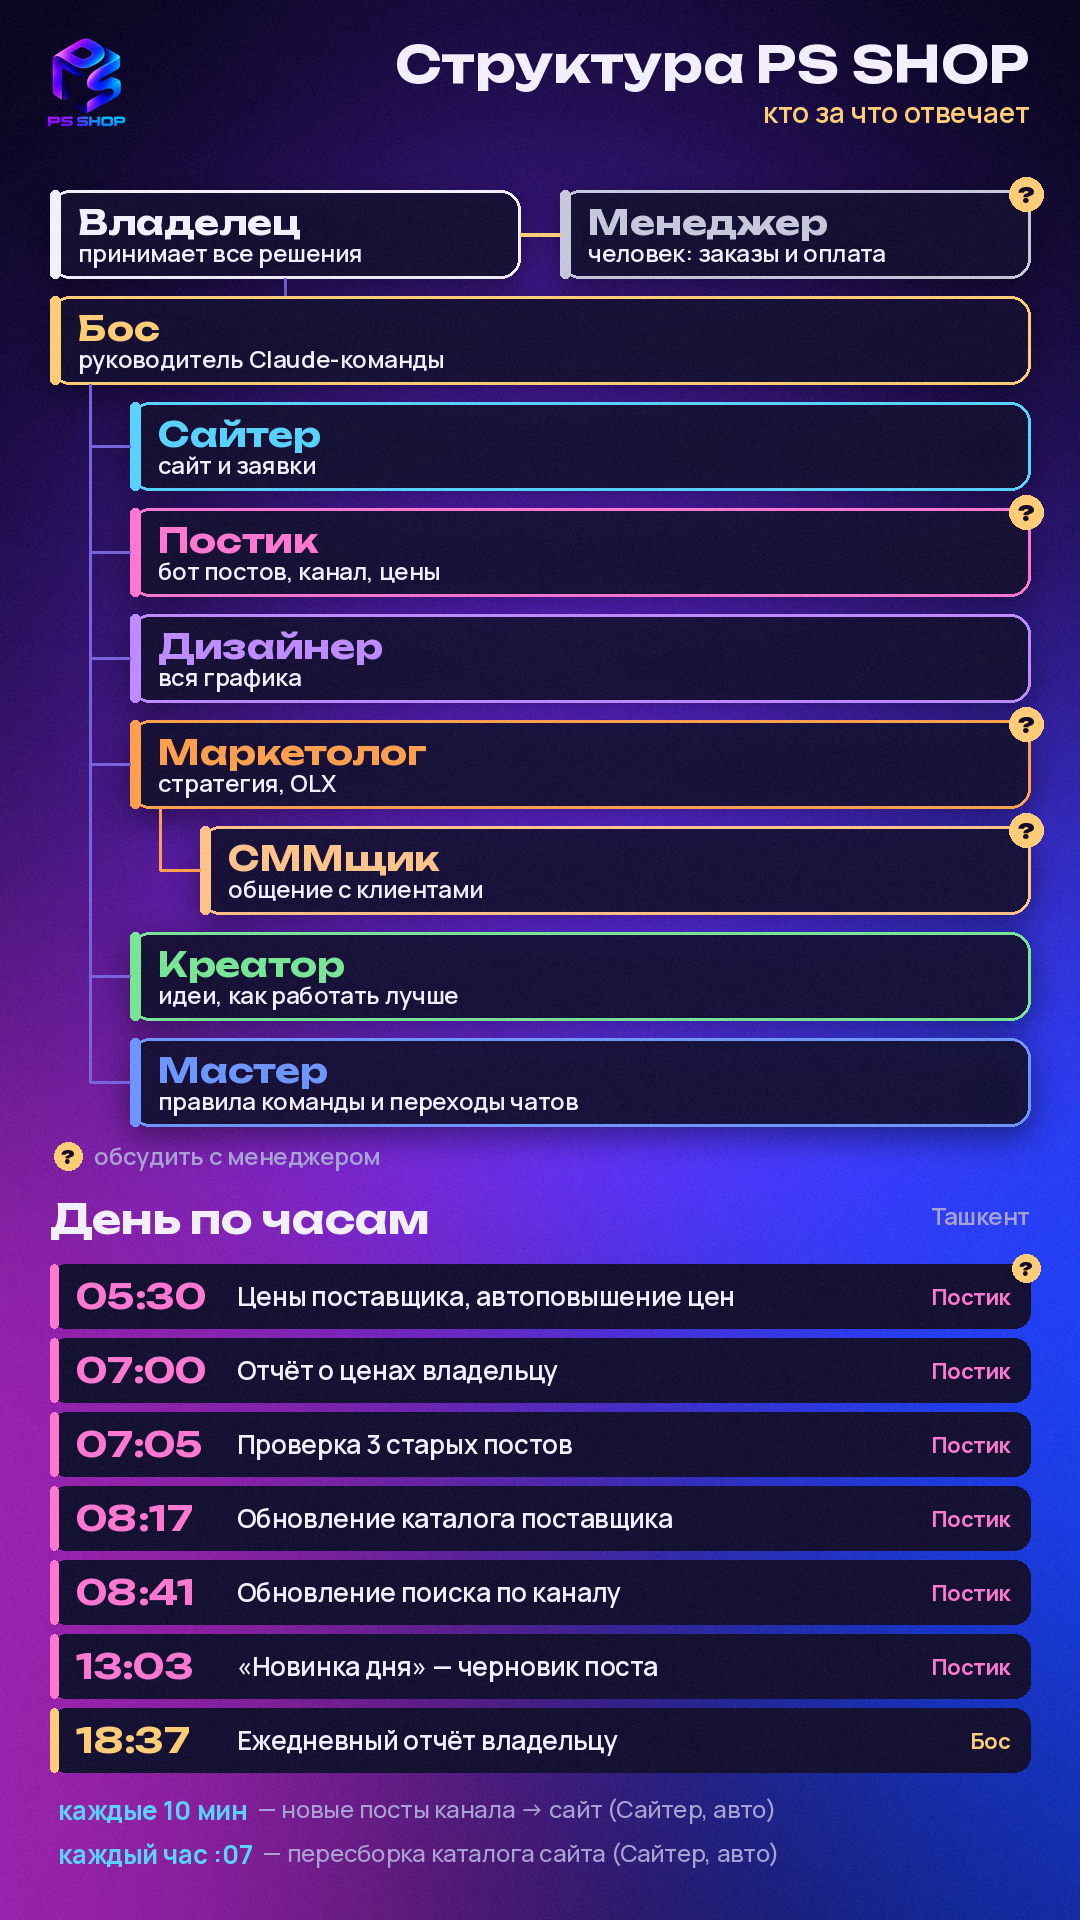 PS SHOP
Структура PS SHOP
кто за что отвечает
Владелец
принимает все решения
?
Менеджер
человек: заказы и оплата
Бос
руководитель Claude-команды
Сайтер
сайт и заявки
?
Постик
бот постов, канал, цены
Дизайнер
вся графика
?
Маркетолог
стратегия, OLX
?
СММщик
общение с клиентами
Креатор
идеи, как работать лучше
Мастер
правила команды и переходы чатов
? обсудить с менеджером
День по часам
Ташкент
?
05:30 Цены поставщика, автоповышение цен Постик
07:00 Отчёт о ценах владельцу Постик
07:05 Проверка 3 старых постов Постик
08:17 Обновление каталога поставщика Постик
08:41 Обновление поиска по каналу Постик
13:03 «Новинка дня» — черновик поста Постик
18:37 Ежедневный отчёт владельцу Бос
каждые 10 мин — новые посты канала → сайт (Сайтер, авто)
каждый час :07 — пересборка каталога сайта (Сайтер, авто)